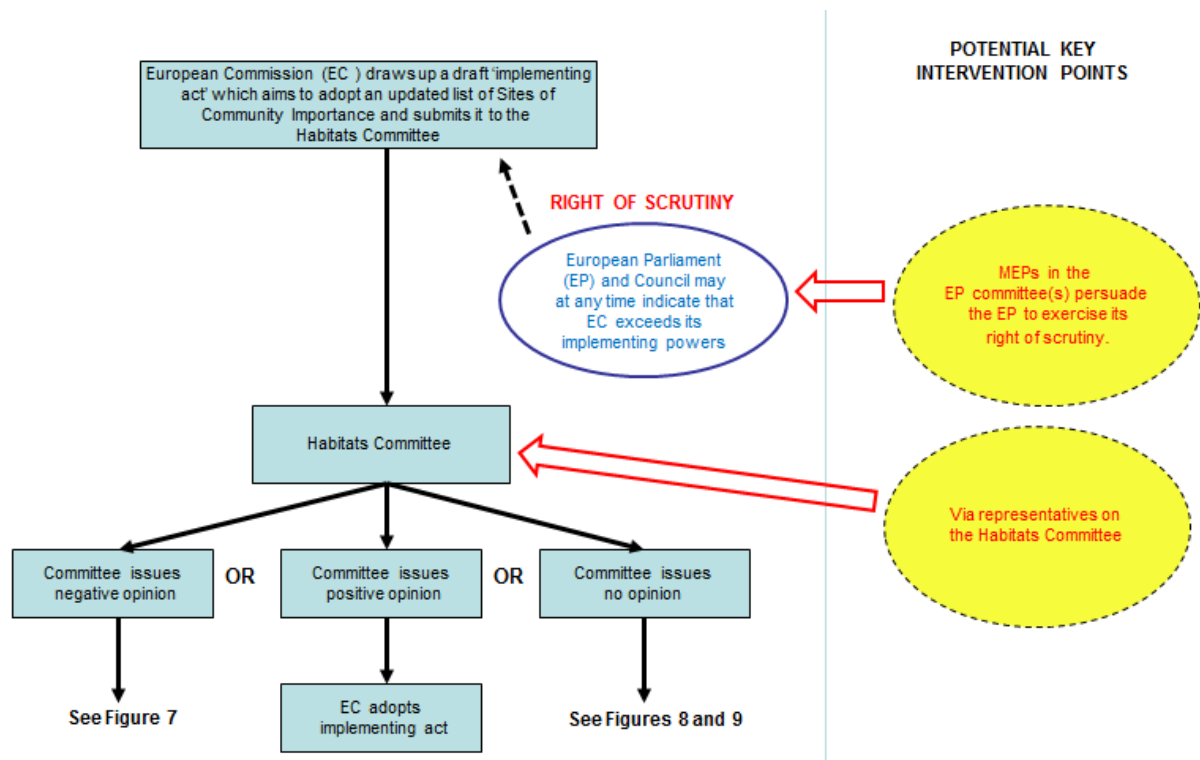 POTENTIAL KEY
INTERVENTION POINTS
European Commission (EC ) draws up a draft ‘implementing
act’ which aims to adopt an updated list of Sites of
Community Importance and submits it to the
Habitats Committee
RIGHT OF SCRUTINY
European Parliament
(EP) and Council may
at any time indicate that
EC exceeds its
implementing powers
MEPs in the
EP committee(s) persuade
the EP to exercise its
right of scrutiny.
Habitats Committee
Via representatives on
the Habitats Committee
Committee issues
negative opinion
OR
Committee issues
positive opinion
OR
Committee issues
no opinion
See Figure 7
EC adopts
implementing act
See Figures 8 and 9